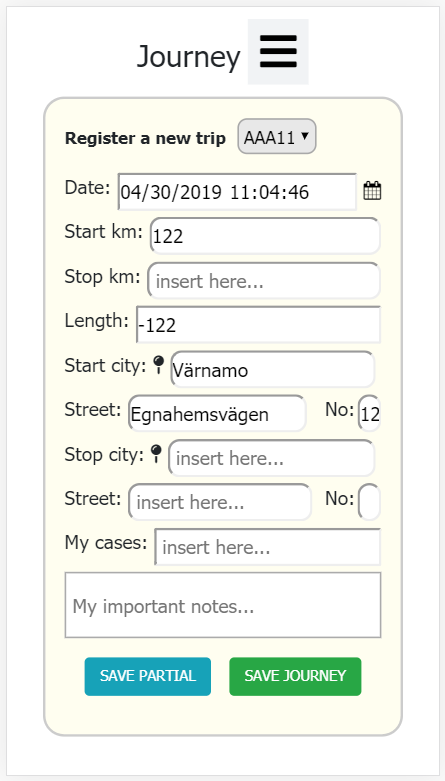 Journey
Register a new trip AAA11
Date: 04/30/2019 11:04:46
Start km: 122
Stop km: insert here...
Length: -122
Start city: Värnamo
Street: Egnahemsvägen No: 12
Stop city: insert here...
Street: insert here... No:
My cases: insert here...
My important notes...
SAVE PARTIAL SAVE JOURNEY